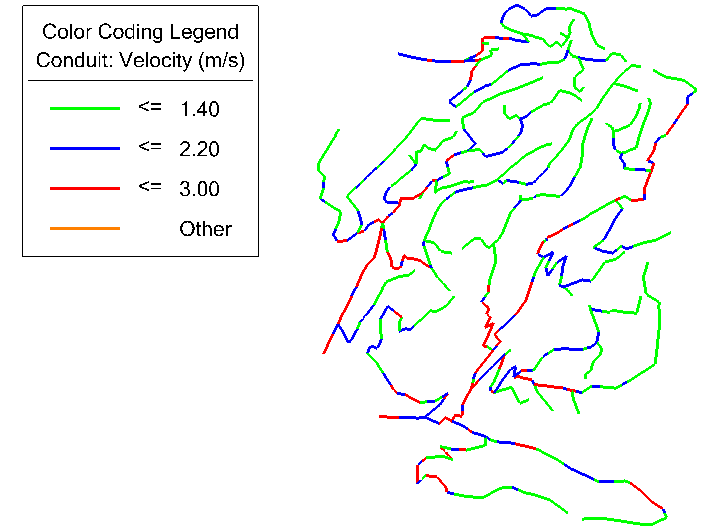 Color Coding Legend
Conduit: Velocity (m/s)
<= 1.40
<= 2.20
<= 3.00
Other